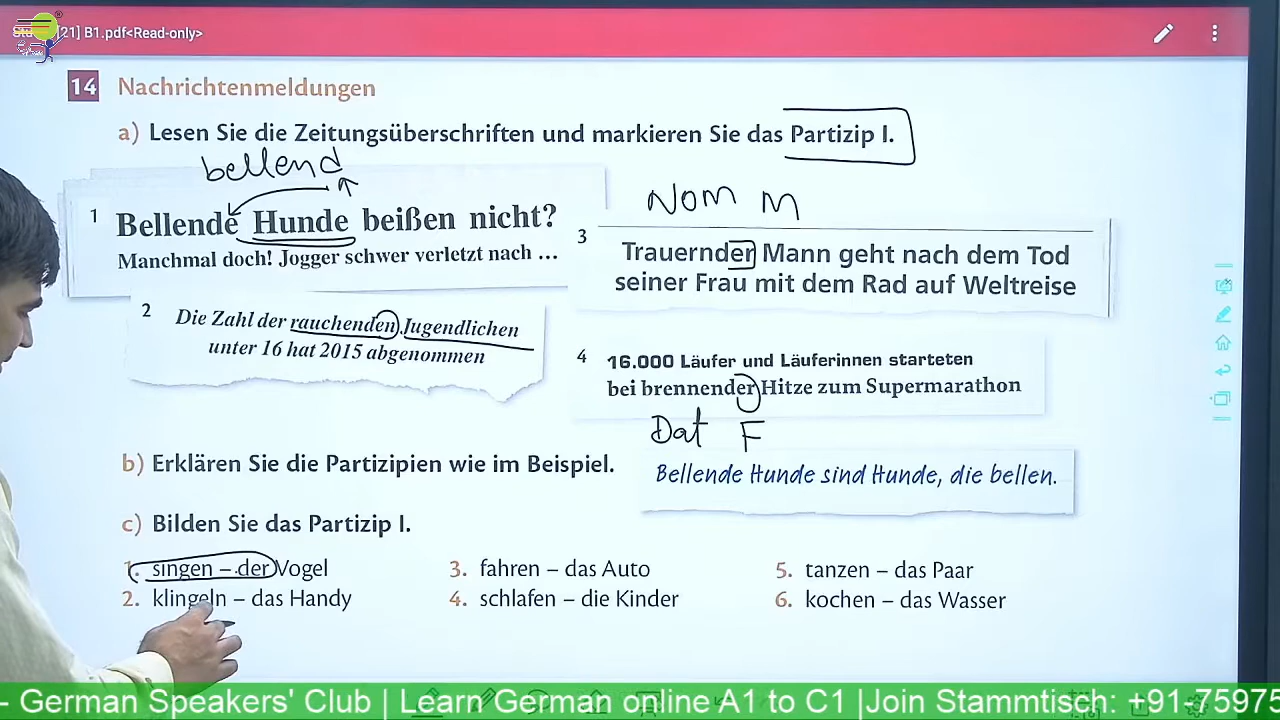 [21] B1.pdf<Read-only>
14 Nachrichtenmeldungen
a) Lesen Sie die Zeitungsüberschriften und markieren Sie das Partizip I.
bellend
1 Bellende Hunde beißen nicht?
Manchmal doch! Jogger schwer verletzt nach ...
2 Die Zahl der rauchenden Jugendlichen
unter 16 hat 2015 abgenommen
Nom M
3 Trauernder Mann geht nach dem Tod
seiner Frau mit dem Rad auf Weltreise
4 16.000 Läufer und Läuferinnen starteten
bei brennender Hitze zum Supermarathon
Dat F
b) Erklären Sie die Partizipien wie im Beispiel.
Bellende Hunde sind Hunde, die bellen.
c) Bilden Sie das Partizip I.
1. singen – der Vogel
2. klingeln – das Handy
3. fahren – das Auto
4. schlafen – die Kinder
5. tanzen – das Paar
6. kochen – das Wasser
- German Speakers' Club | Learn German online A1 to C1 |Join Stammtisch: +91-75975